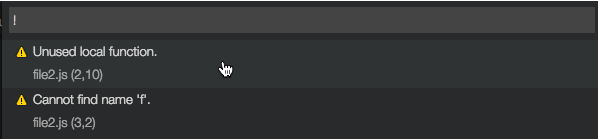 !
Unused local function.
file2.js (2,10)
Cannot find name 'f'.
file2.js (3,2)